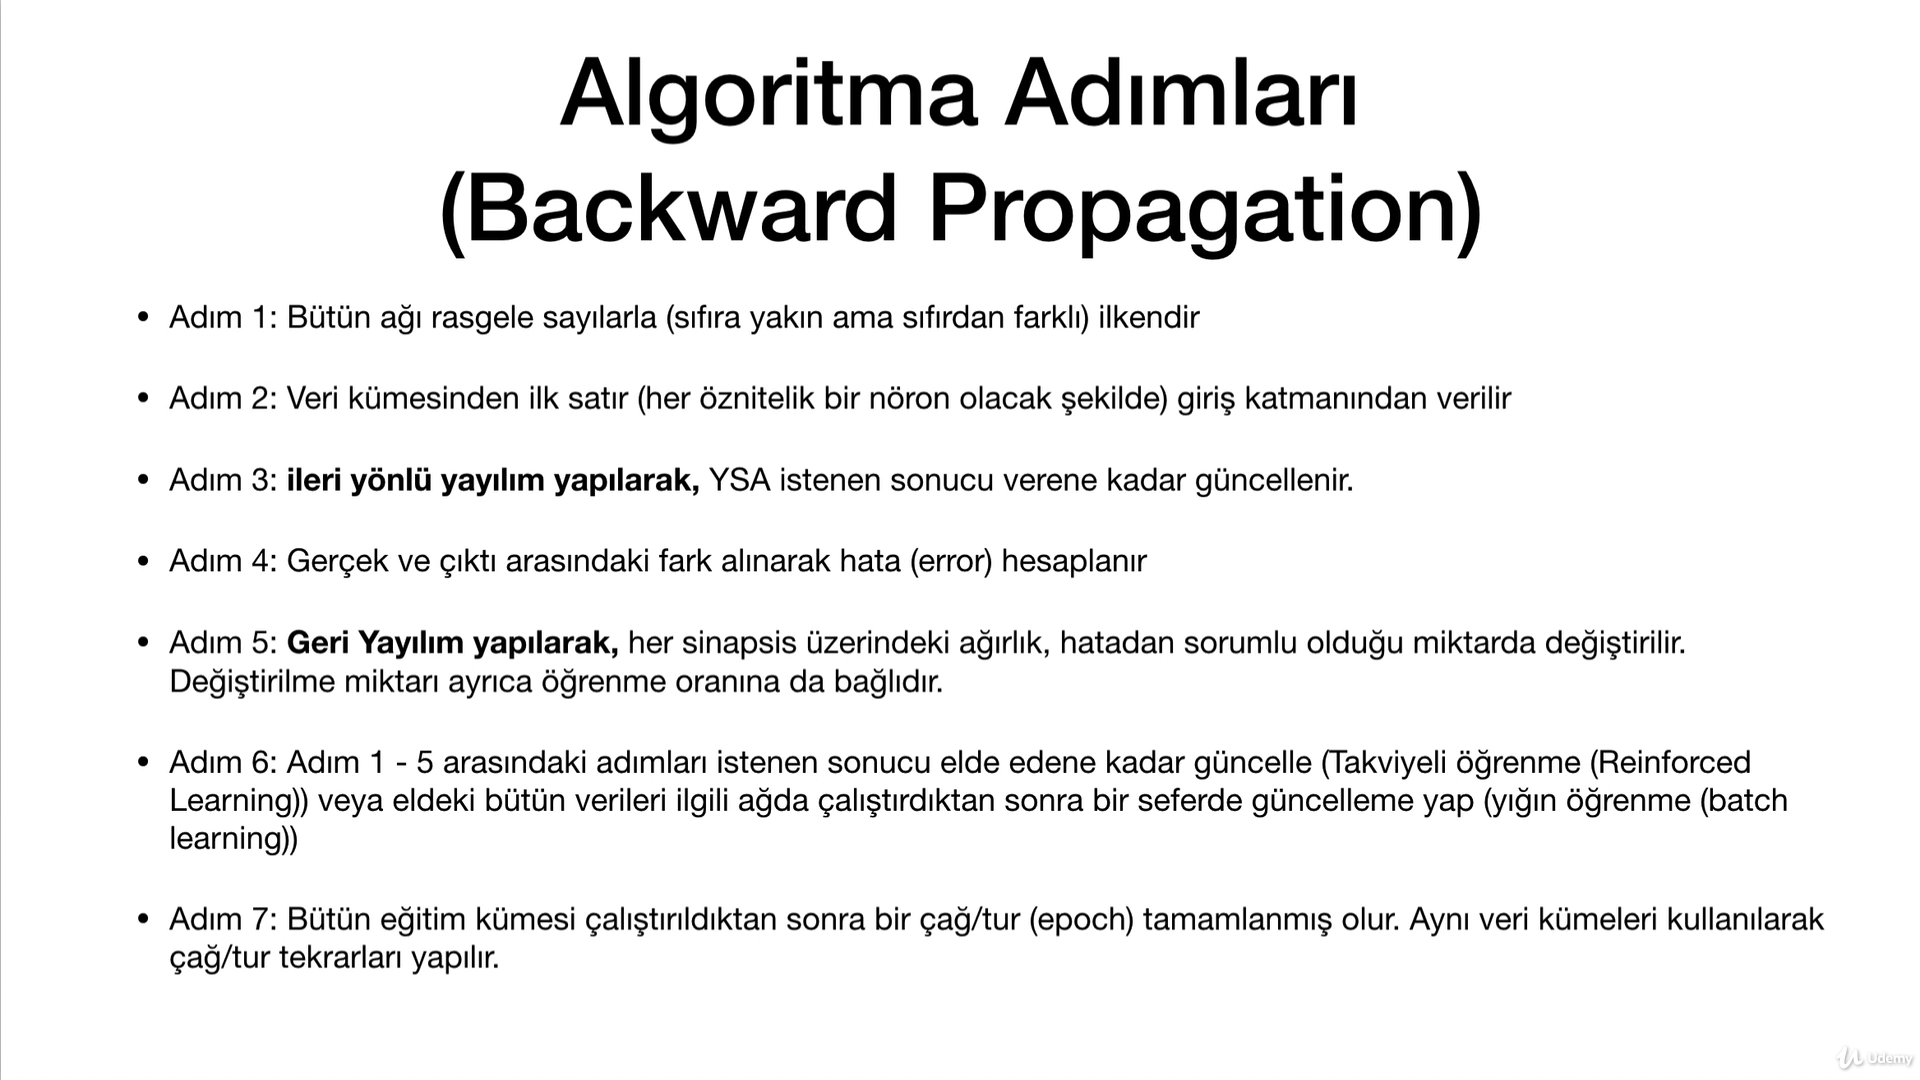 Algoritma Adımları
(Backward Propagation)
• Adım 1: Bütün ağı rasgele sayılarla (sıfıra yakın ama sıfırdan farklı) ilkendir
• Adım 2: Veri kümesinden ilk satır (her öznitelik bir nöron olacak şekilde) giriş katmanından verilir
• Adım 3: ileri yönlü yayılım yapılarak, YSA istenen sonucu verene kadar güncellenir.
• Adım 4: Gerçek ve çıktı arasındaki fark alınarak hata (error) hesaplanır
• Adım 5: Geri Yayılım yapılarak, her sinapsis üzerindeki ağırlık, hatadan sorumlu olduğu miktarda değiştirilir.
Değiştirilme miktarı ayrıca öğrenme oranına da bağlıdır.
• Adım 6: Adım 1 - 5 arasındaki adımları istenen sonucu elde edene kadar güncelle (Takviyeli öğrenme (Reinforced
Learning)) veya eldeki bütün verileri ilgili ağda çalıştırdıktan sonra bir seferde güncelleme yap (yığın öğrenme (batch
learning))
• Adım 7: Bütün eğitim kümesi çalıştırıldıktan sonra bir çağ/tur (epoch) tamamlanmış olur. Aynı veri kümeleri kullanılarak
çağ/tur tekrarları yapılır.
Udemy